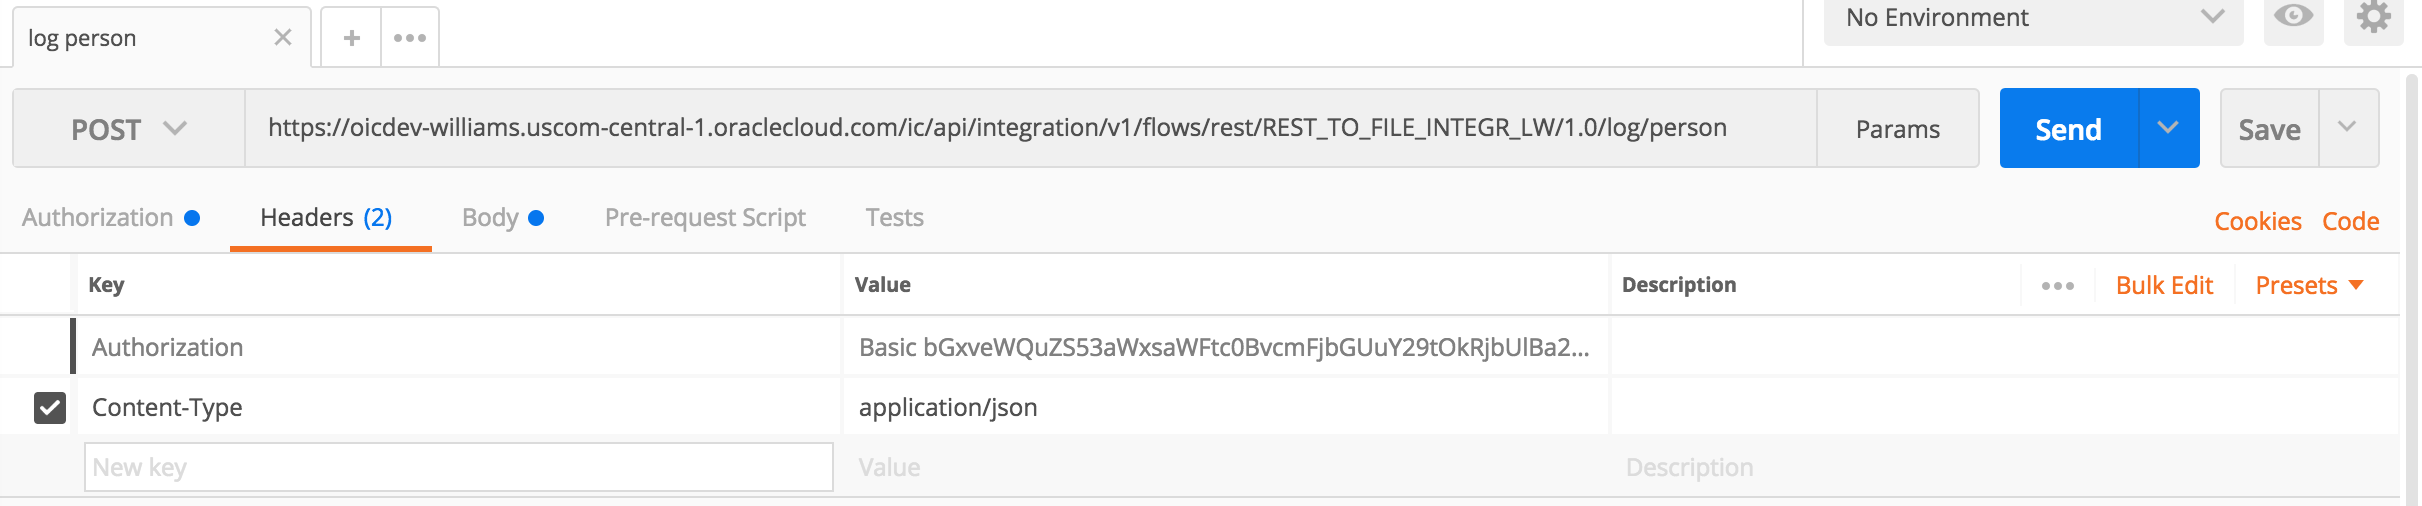 log person
No Environment
POST https://oicdev-williams.uscom-central-1.oraclecloud.com/ic/api/integration/v1/flows/rest/REST_TO_FILE_INTEGR_LW/1.0/log/person Params Send Save
Authorization Headers (2) Body Pre-request Script Tests Cookies Code
Key Value Description Bulk Edit Presets
Authorization Basic bGxveWQuZS53aWxsaWFtc0BvcmFjbGUuY29tOkRjbUlBa2...
Content-Type application/json
New key Value Description